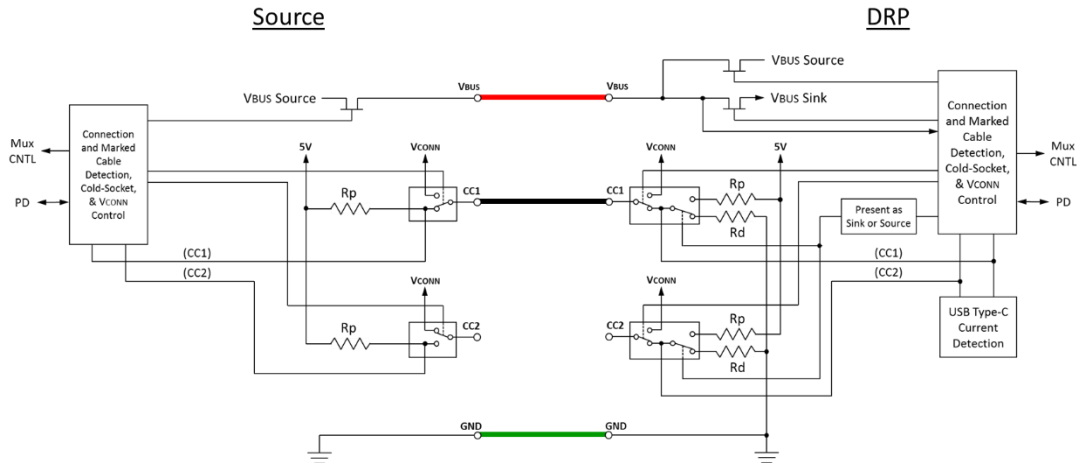 Source
DRP
VBUS Source
VBUS
VBUS
VBUS Source
VBUS Sink
Connection
and Marked
Cable
Detection,
Cold-Socket,
& VCONN
Control
Mux
CNTL
PD
5V
VCONN
Rp
CC1
CC1
VCONN
5V
Rp
Rd
Connection
and Marked
Cable
Detection,
Cold-Socket,
& VCONN
Control
Mux
CNTL
PD
Present as
Sink or Source
(CC1)
(CC2)
(CC1)
(CC2)
VCONN
Rp
CC2
CC2
VCONN
Rp
Rd
USB Type-C
Current
Detection
GND
GND